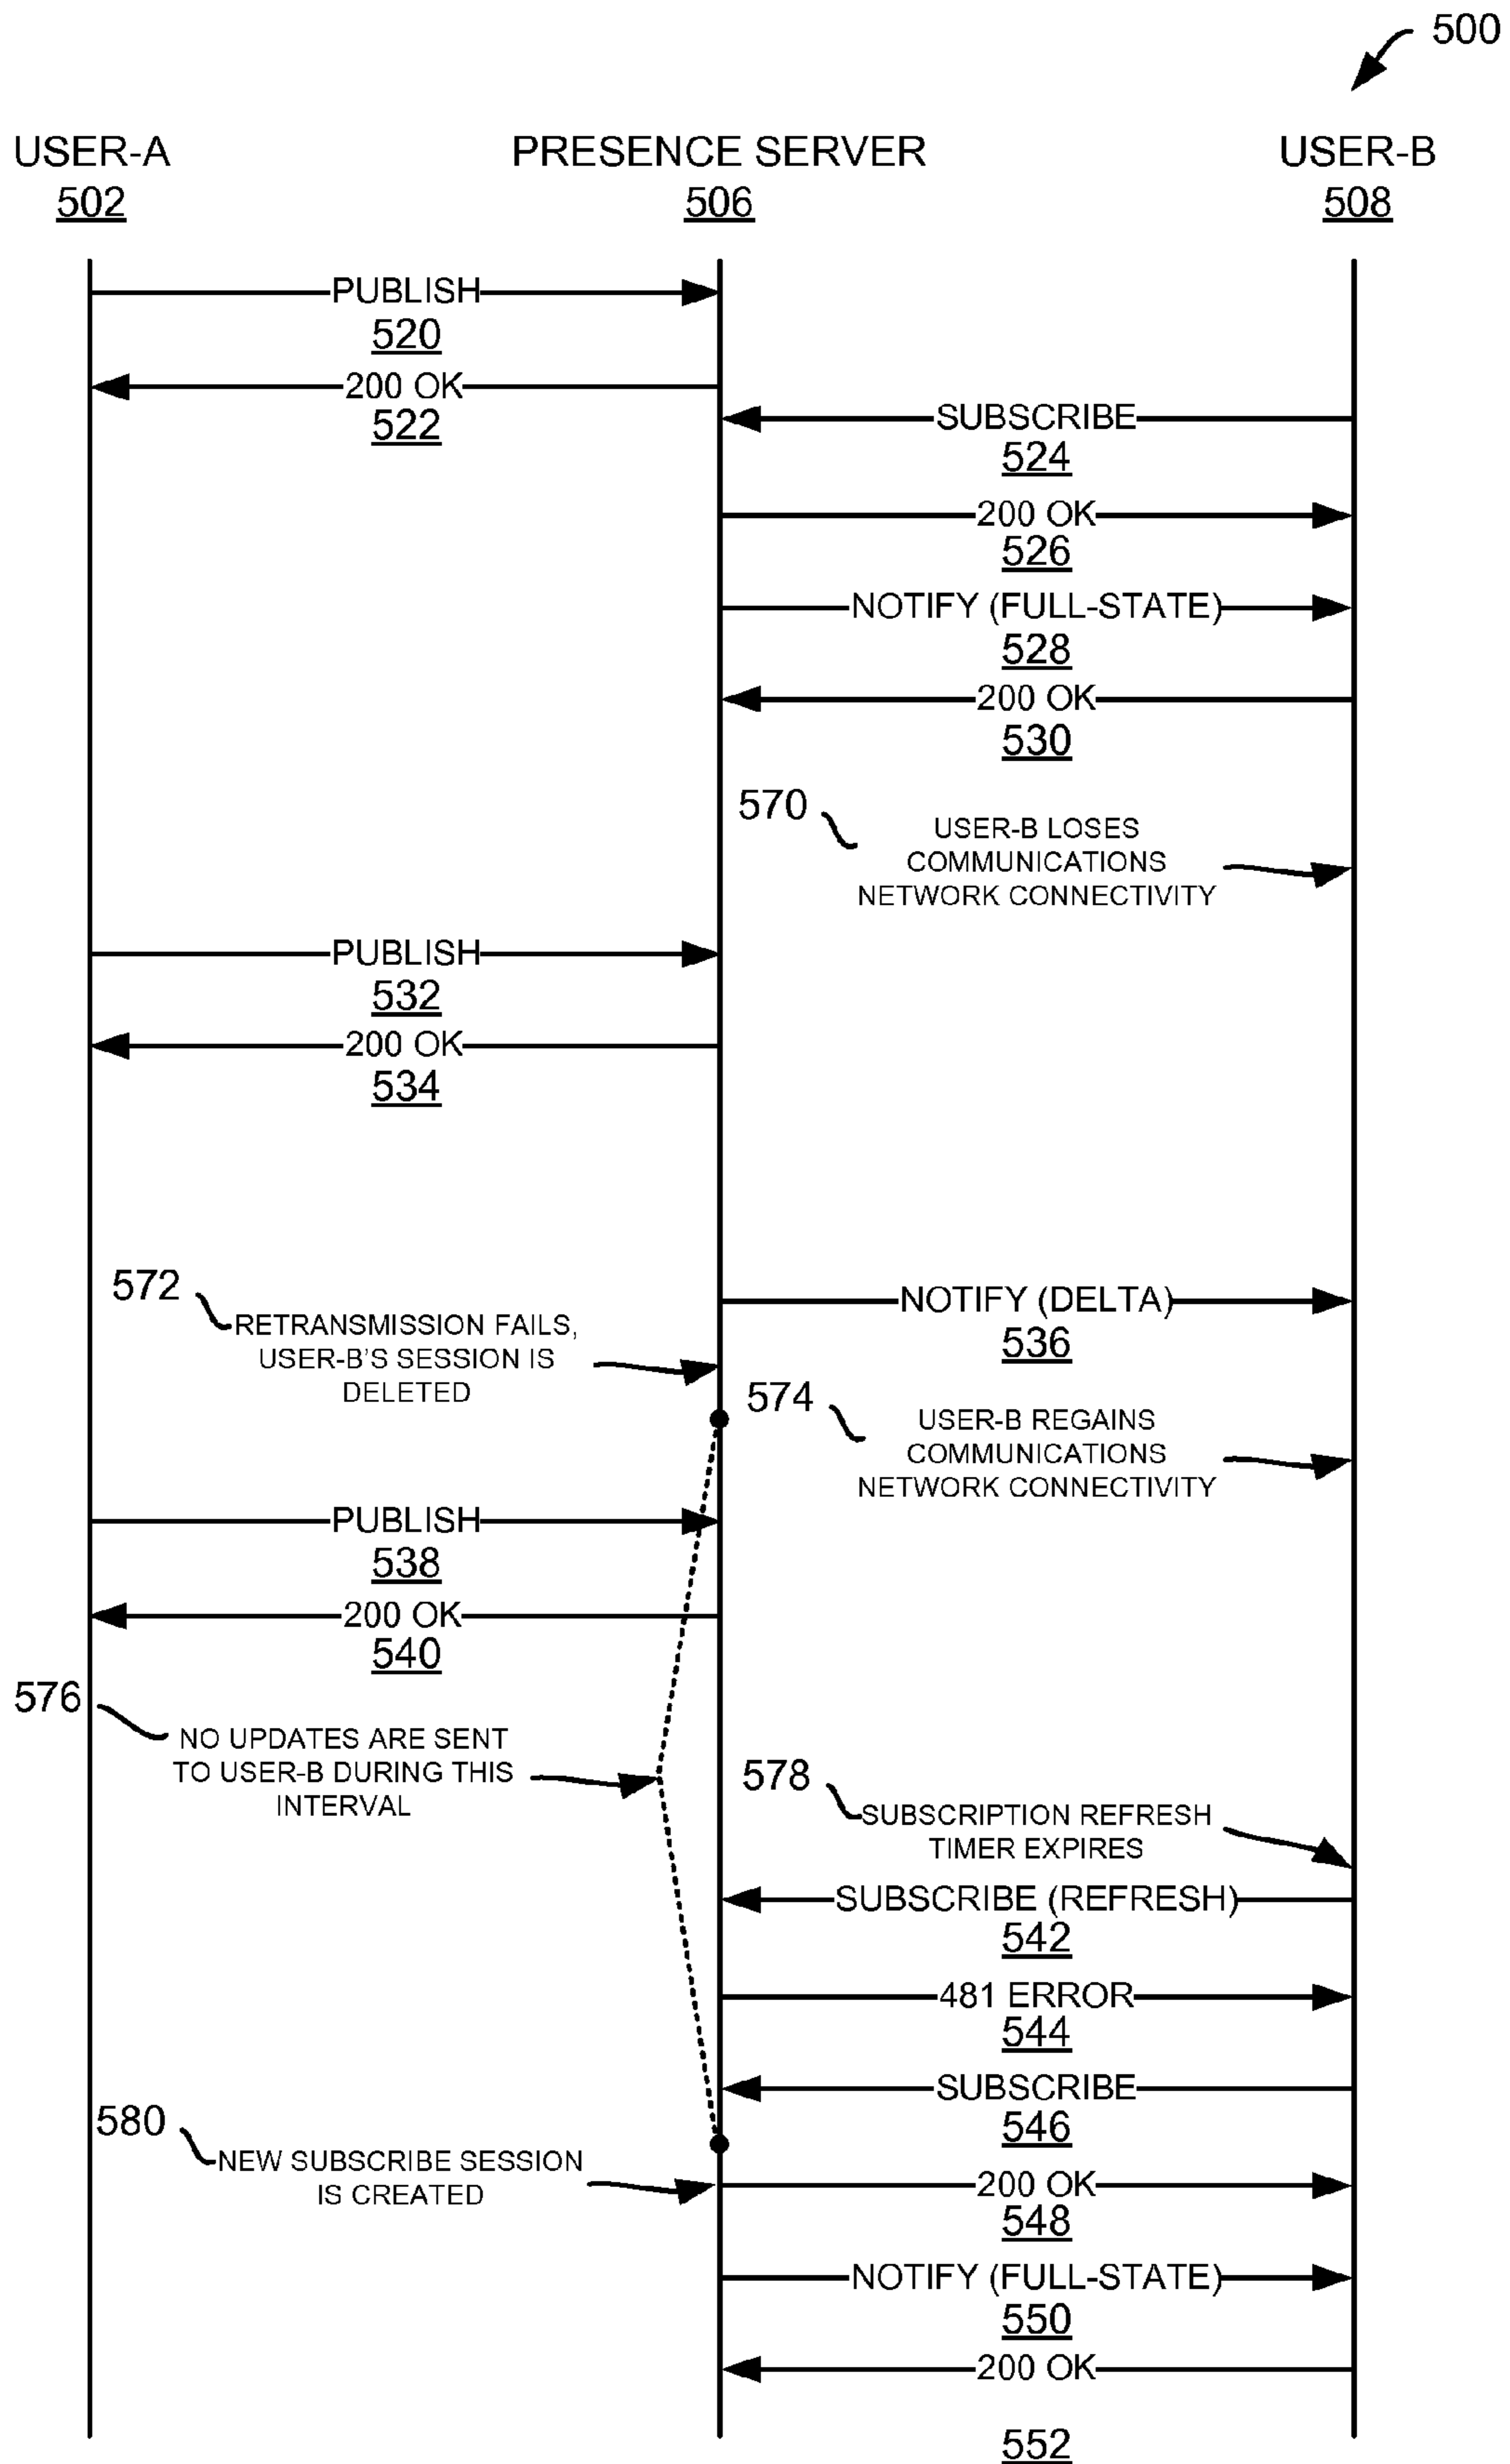 500
USER-A
502
PRESENCE SERVER
506
USER-B
508
PUBLISH
520
200 OK
522
SUBSCRIBE
524
200 OK
526
NOTIFY (FULL-STATE)
528
200 OK
530
570
USER-B LOSES
COMMUNICATIONS
NETWORK CONNECTIVITY
PUBLISH
532
200 OK
534
572
RETRANSMISSION FAILS,
USER-B'S SESSION IS
DELETED
NOTIFY (DELTA)
536
574
USER-B REGAINS
COMMUNICATIONS
NETWORK CONNECTIVITY
PUBLISH
538
200 OK
540
576
NO UPDATES ARE SENT
TO USER-B DURING THIS
INTERVAL
578
SUBSCRIPTION REFRESH
TIMER EXPIRES
SUBSCRIBE (REFRESH)
542
481 ERROR
544
SUBSCRIBE
546
580
NEW SUBSCRIBE SESSION
IS CREATED
200 OK
548
NOTIFY (FULL-STATE)
550
200 OK
552